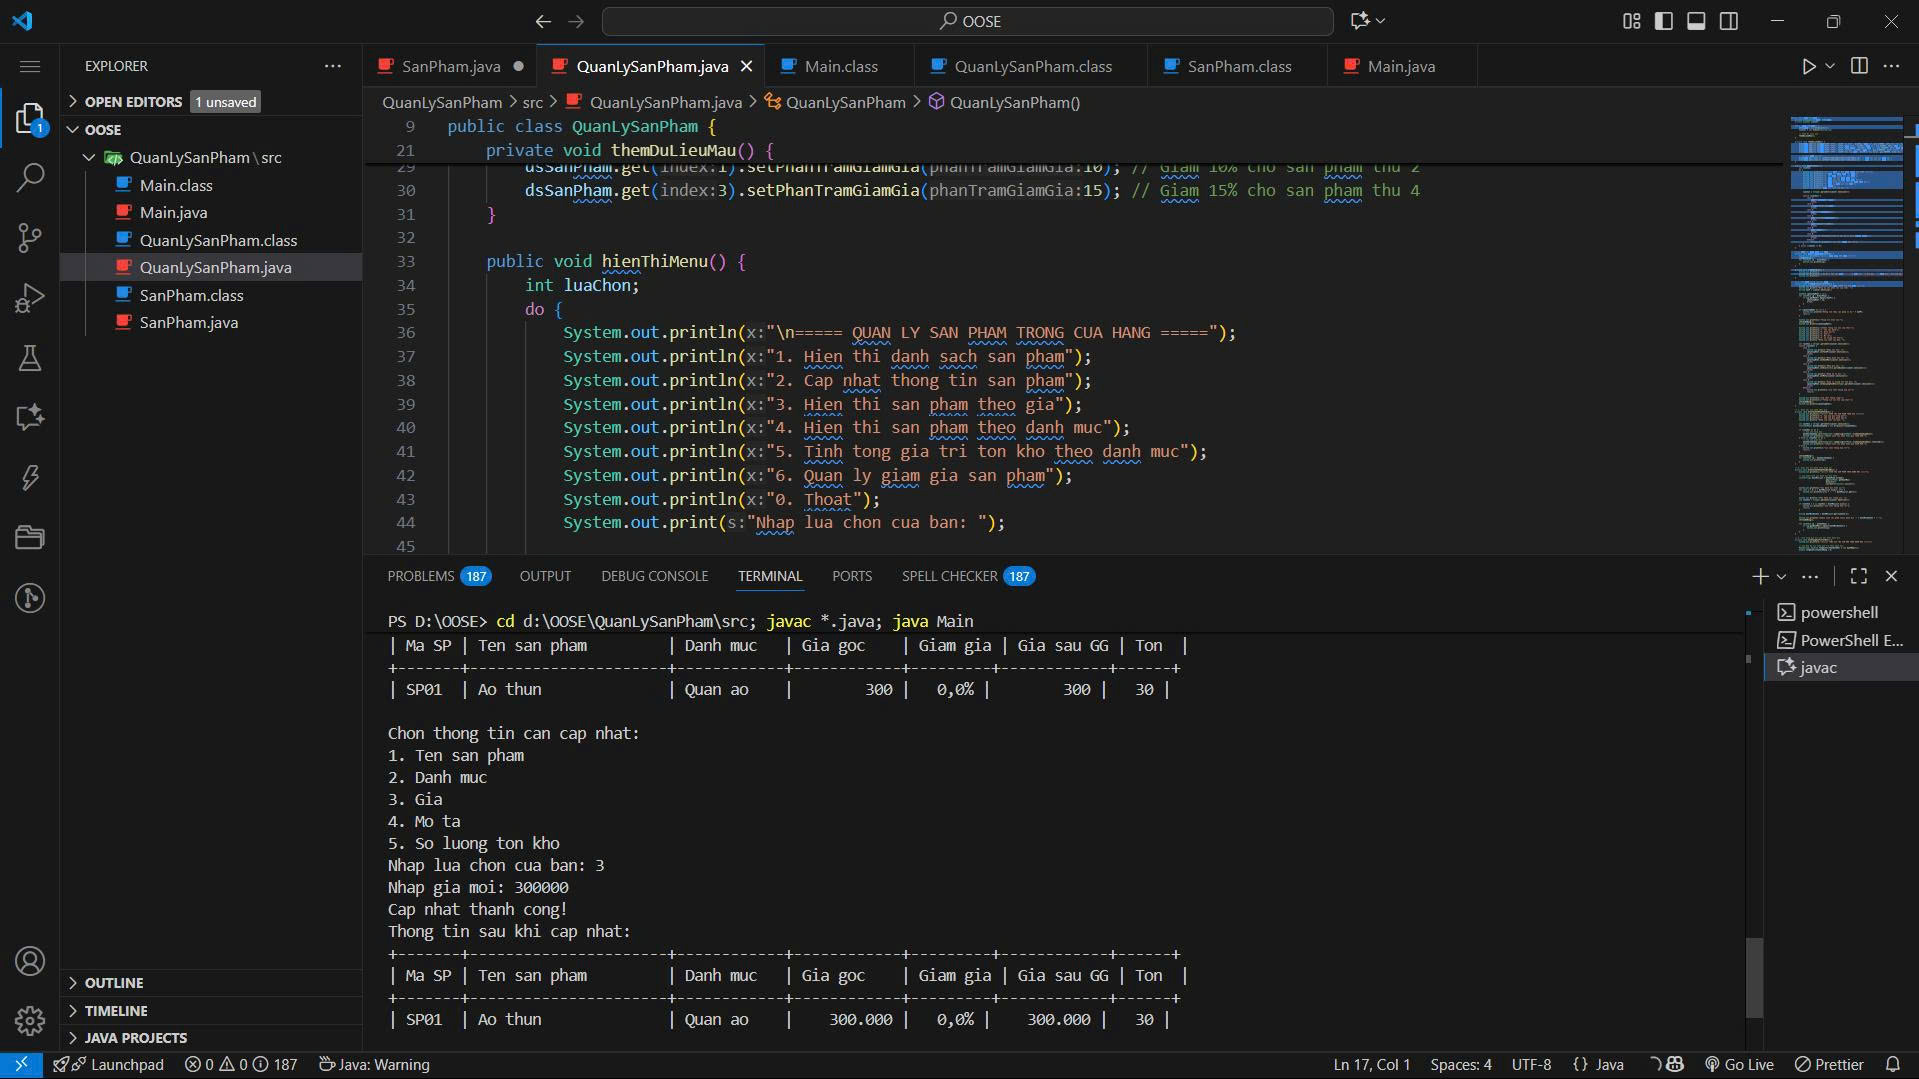 OOSE
EXPLORER
OPEN EDITORS 1 unsaved
OOSE
QuanLySanPham \ src
Main.class
Main.java
QuanLySanPham.class
QuanLySanPham.java
SanPham.class
SanPham.java
OUTLINE
TIMELINE
JAVA PROJECTS
SanPham.java QuanLySanPham.java Main.class QuanLySanPham.class SanPham.class Main.java
QuanLySanPham > src > QuanLySanPham.java > QuanLySanPham > QuanLySanPham()
9 public class QuanLySanPham {
21 private void themDuLieuMau() {
29 dsSanPham.get(index:1).setPhanTramGiamGia(phanTramGiamGia:10); // Giam 10% cho san pham thu 2
30 dsSanPham.get(index:3).setPhanTramGiamGia(phanTramGiamGia:15); // Giam 15% cho san pham thu 4
31 }
32
33 public void hienThiMenu() {
34 int luaChon;
35 do {
36 System.out.println(x:"\n===== QUAN LY SAN PHAM TRONG CUA HANG =====");
37 System.out.println(x:"1. Hien thi danh sach san pham");
38 System.out.println(x:"2. Cap nhat thong tin san pham");
39 System.out.println(x:"3. Hien thi san pham theo gia");
40 System.out.println(x:"4. Hien thi san pham theo danh muc");
41 System.out.println(x:"5. Tinh tong gia tri ton kho theo danh muc");
42 System.out.println(x:"6. Quan ly giam gia san pham");
43 System.out.println(x:"0. Thoat");
44 System.out.print(s:"Nhap lua chon cua ban: ");
45
PROBLEMS 187 OUTPUT DEBUG CONSOLE TERMINAL PORTS SPELL CHECKER 187
PS D:\OOSE> cd d:\OOSE\QuanLySanPham\src; javac *.java; java Main
| Ma SP | Ten san pham | Danh muc | Gia goc | Giam gia | Gia sau GG | Ton |
+-------+----------------------+------------+------------+---------+------------+------+
| SP01 | Ao thun | Quan ao | 300 | 0,0% | 300 | 30 |
Chon thong tin can cap nhat:
1. Ten san pham
2. Danh muc
3. Gia
4. Mo ta
5. So luong ton kho
Nhap lua chon cua ban: 3
Nhap gia moi: 300000
Cap nhat thanh cong!
Thong tin sau khi cap nhat:
+-------+----------------------+------------+------------+---------+------------+------+
| Ma SP | Ten san pham | Danh muc | Gia goc | Giam gia | Gia sau GG | Ton |
+-------+----------------------+------------+------------+---------+------------+------+
| SP01 | Ao thun | Quan ao | 300.000 | 0,0% | 300.000 | 30 |
powershell
PowerShell E...
javac
1
Launchpad 0 0 187 Java: Warning Ln 17, Col 1 Spaces: 4 UTF-8 {} Java Go Live Prettier